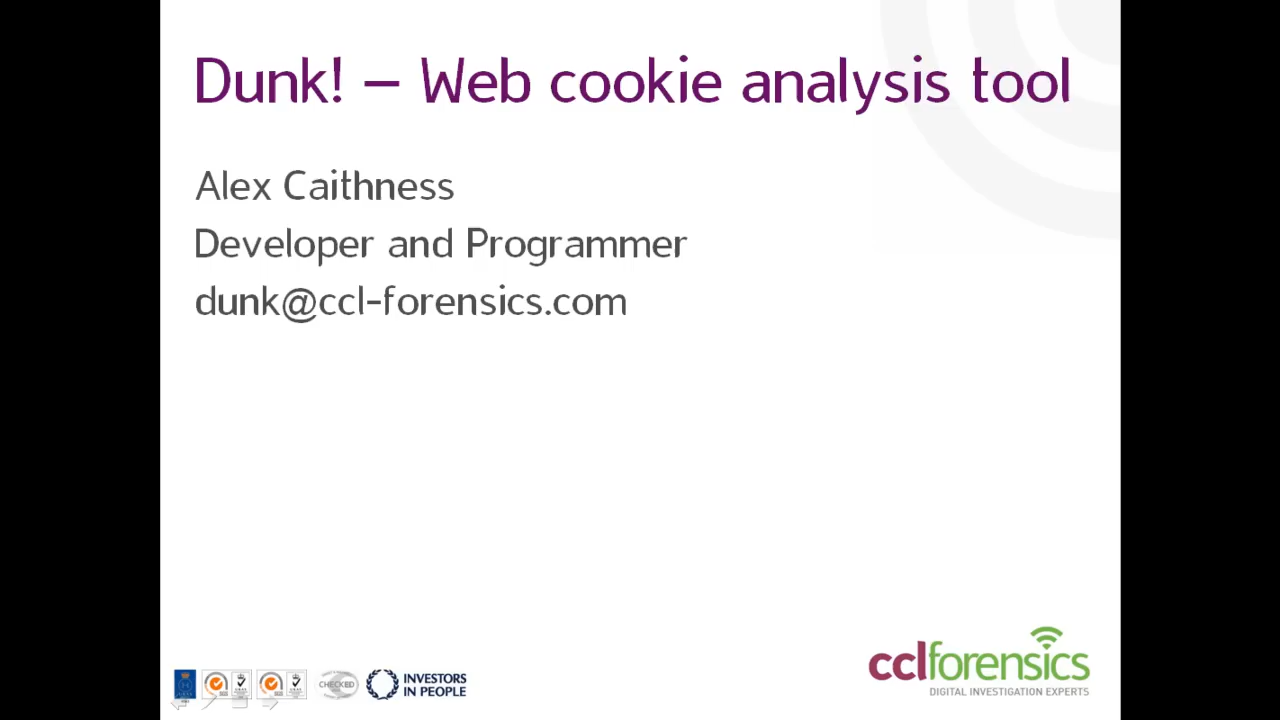 Dunk! – Web cookie analysis tool
Alex Caithness
Developer and Programmer
dunk@ccl-forensics.com
CHECKED
INVESTORS
IN PEOPLE
cclforensics
DIGITAL INVESTIGATION EXPERTS